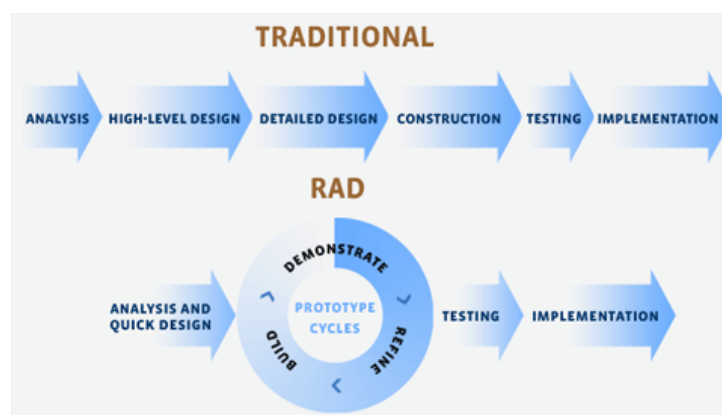 TRADITIONAL
ANALYSIS
HIGH-LEVEL DESIGN
DETAILED DESIGN
CONSTRUCTION
TESTING
IMPLEMENTATION
RAD
ANALYSIS AND
QUICK DESIGN
DEMONSTRATE
REFINE
BUILD
PROTOTYPE
CYCLES
TESTING
IMPLEMENTATION